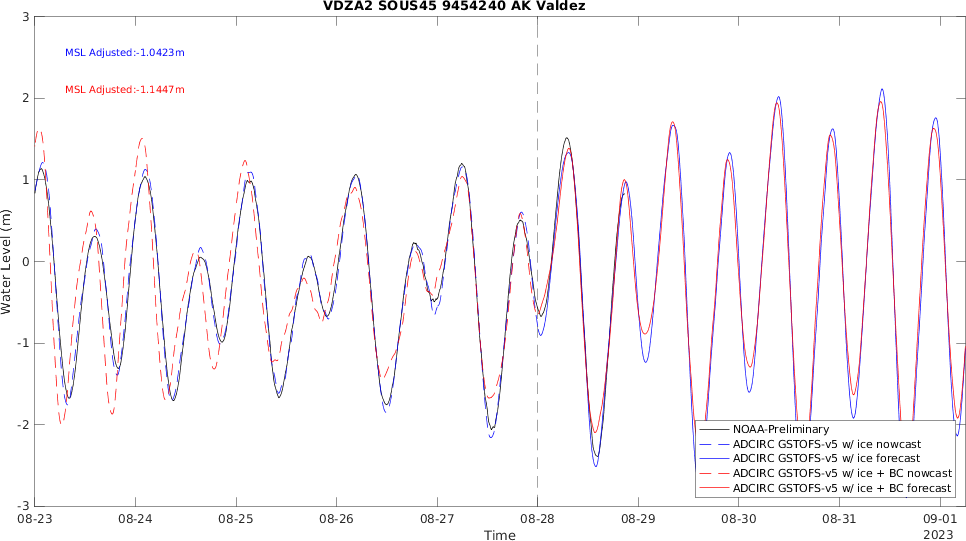 VDZA2 SOUS45 9454240 AK Valdez
MSL Adjusted:-1.0423m
MSL Adjusted:-1.1447m
3
2
1
0
-1
-2
-3
Water Level (m)
NOAA-Preliminary
ADCIRC GSTOFS-v5 w/ ice nowcast
ADCIRC GSTOFS-v5 w/ ice forecast
ADCIRC GSTOFS-v5 w/ ice + BC nowcast
ADCIRC GSTOFS-v5 w/ ice + BC forecast
08-23 08-24 08-25 08-26 08-27 08-28 08-29 08-30 08-31 09-01
2023
Time